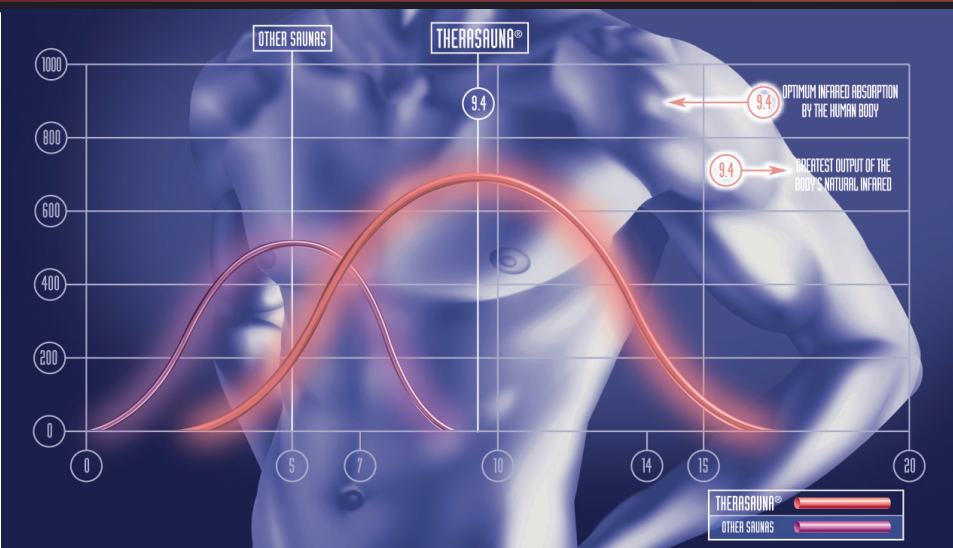 OTHER SAUNAS
THERASAUNA®
1000
9.4
9.4
OPTIMUM INFRARED ABSORPTION
BY THE HUMAN BODY
800
9.4
GREATEST OUTPUT OF THE
BODY'S NATURAL INFARED
600
400
200
0
0
5
7
10
14
15
20
THERASAUNA®
OTHER SAUNAS